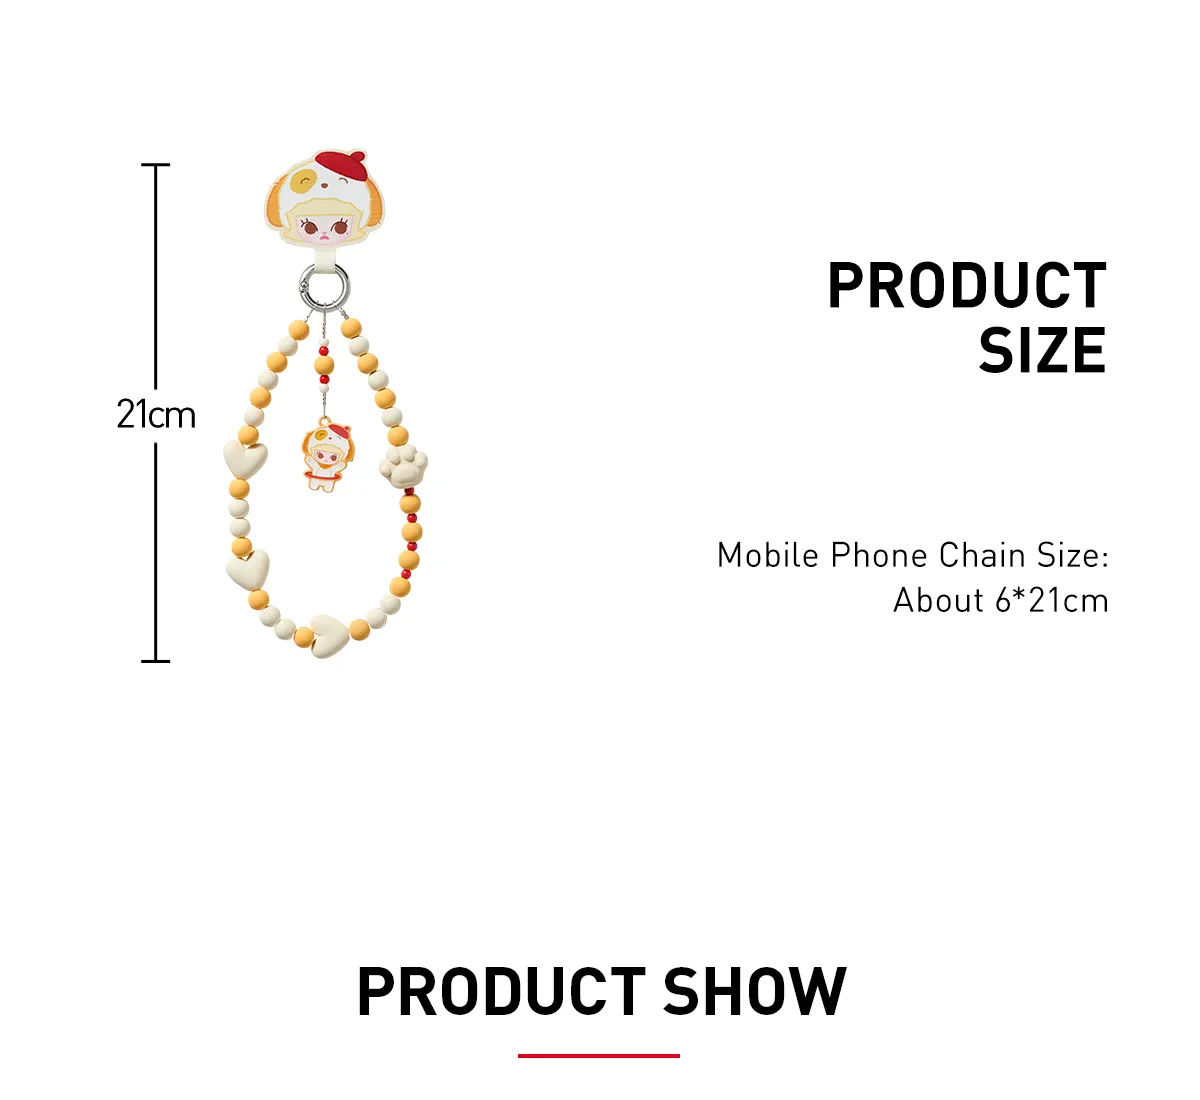 21cm
PRODUCT
SIZE
Mobile Phone Chain Size:
About 6*21cm
PRODUCT SHOW